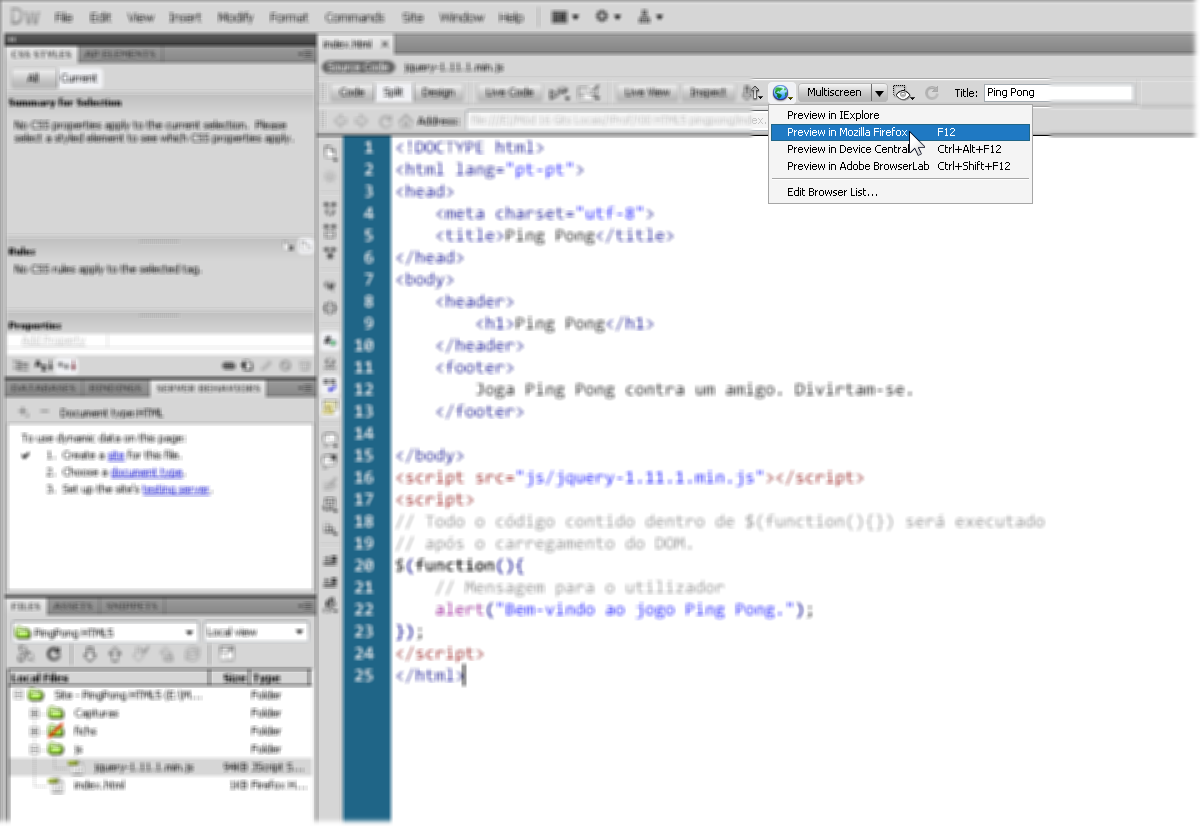 Dw File Edit View Insert Modify Format Commands Site Window Help
CSS STYLES AP ELEMENTS
index.html ×
All Current
Source Code jquery-1.11.1.min.js
Summary for Selection
Code Split Design Live Code Live View Inspect Multiscreen Title: Ping Pong
No CSS properties apply to your current selection. Please
select a styled element to see which CSS properties apply.
Address:
Preview in IExplore
Preview in Mozilla Firefox F12
Preview in Device Central Ctrl+Alt+F12
Preview in Adobe BrowserLab Ctrl+Shift+F12
Edit Browser List...
Rules
No CSS rules apply to the selected tag.
Properties
Add Property
DATABASES BINDINGS SERVER BEHAVIORS
Document type:HTML
To use dynamic data on this page:
1. Create a site for this file.
2. Choose a document type.
3. Set up the site's testing server.
FILES ASSETS SNIPPETS
PingPong-HTML5 Local view
Local Files Size Type
Site - PingPong-HTML5 (E:\M... Folder
Capturas Folder
ficha Folder
js Folder
jquery-1.11.1.min.js 94KB JScript S...
index.html 1KB Firefox H...
1 <!DOCTYPE html>
2 <html lang="pt-pt">
3 <head>
4 <meta charset="utf-8">
5 <title>Ping Pong</title>
6 </head>
7 <body>
8 <header>
9 <h1>Ping Pong</h1>
10 </header>
11 <footer>
12 Joga Ping Pong contra um amigo. Divirtam-se.
13 </footer>
14
15 </body>
16 <script src="js/jquery-1.11.1.min.js"></script>
17 <script>
18 // Todo o código contido dentro de $(function(){}) será executado
19 // após o carregamento do DOM.
20 $(function(){
21 // Mensagem para o utilizador
22 alert("Bem-vindo ao jogo Ping Pong.");
23 });
24 </script>
25 </html>